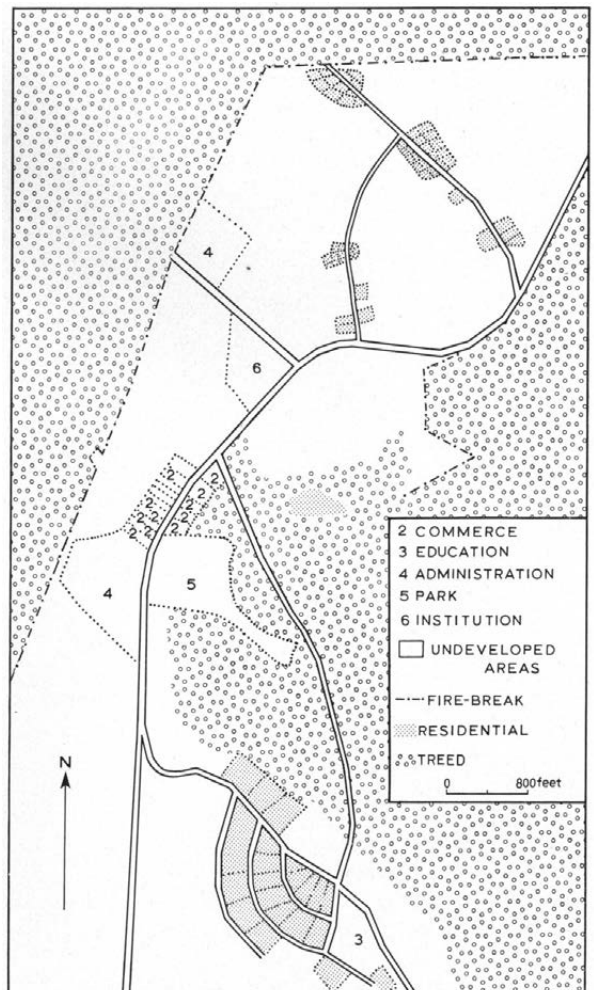 4
6
2
2
2
2
2
2
2
2
2
4
5
2 COMMERCE
3 EDUCATION
4 ADMINISTRATION
5 PARK
6 INSTITUTION
UNDEVELOPED
AREAS
FIRE-BREAK
RESIDENTIAL
TREED
0 800feet
N
3